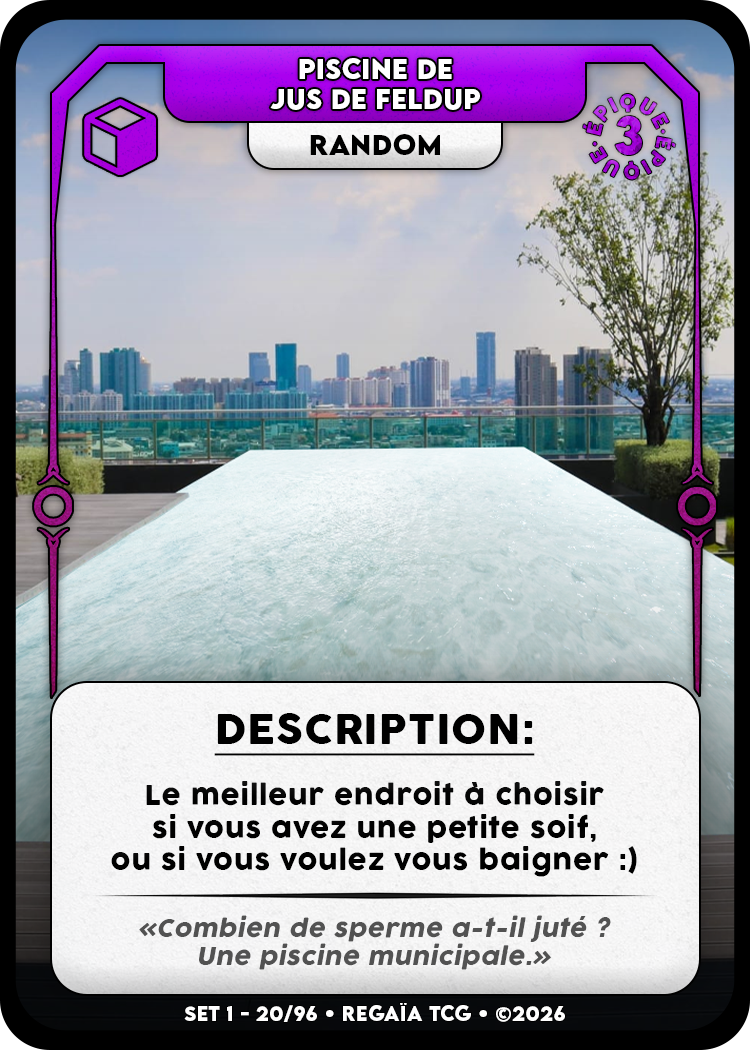 PISCINE DE
JUS DE FELDUP
RANDOM
·ÉPIQUE·ÉPIQUE
3
DESCRIPTION:
Le meilleur endroit à choisir
si vous avez une petite soif,
ou si vous voulez vous baigner :)
«Combien de sperme a-t-il juté ?
Une piscine municipale.»
SET 1 - 20/96 • REGAÏA TCG • ©2026